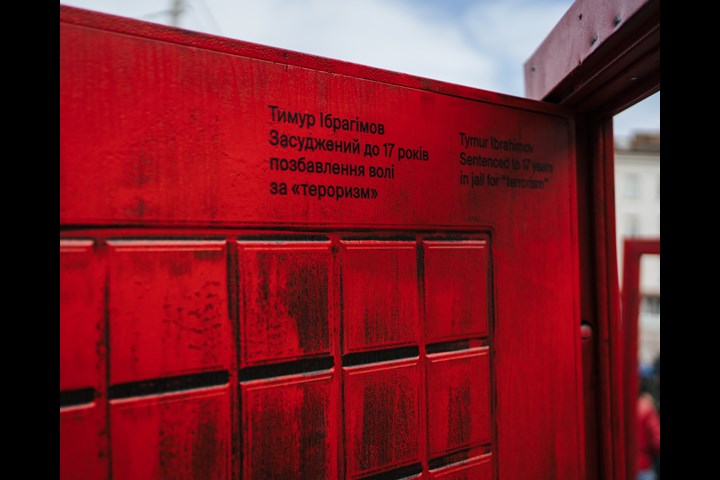 Тимур Ібрагімов
Засуджений до 17 років
позбавлення волі
за «тероризм»
Tymur Ibrahimov
Sentenced to 17 years
in jail for "terrorism"